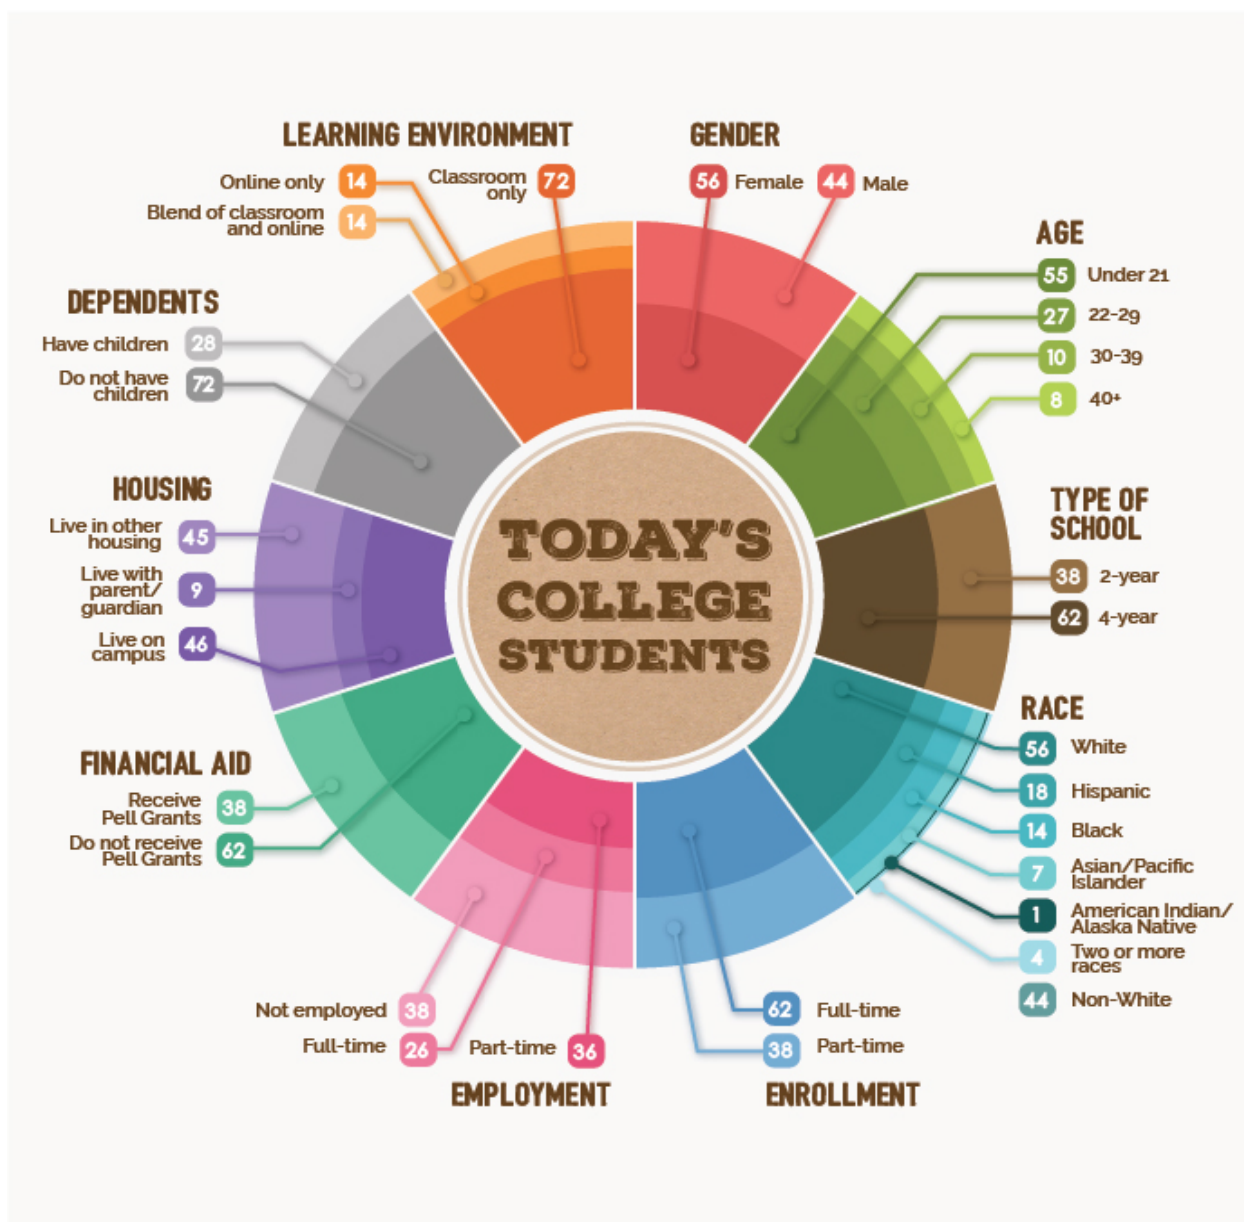 LEARNING ENVIRONMENT
Online only 14
Classroom
only 72
Blend of classroom
and online 14
GENDER
56 Female 44 Male
AGE
55 Under 21
27 22-29
10 30-39
8 40+
DEPENDENTS
Have children 28
Do not have
children 72
HOUSING
Live in other
housing 45
Live with
parent/
guardian 9
Live on
campus 46
TODAY'S
COLLEGE
STUDENTS
TYPE OF
SCHOOL
38 2-year
62 4-year
RACE
56 White
18 Hispanic
14 Black
7 Asian/Pacific
Islander
1 American Indian/
Alaska Native
4 Two or more
races
44 Non-White
FINANCIAL AID
Receive
Pell Grants 38
Do not receive
Pell Grants 62
Not employed 38
Full-time 26
Part-time 36
EMPLOYMENT
62 Full-time
38 Part-time
ENROLLMENT